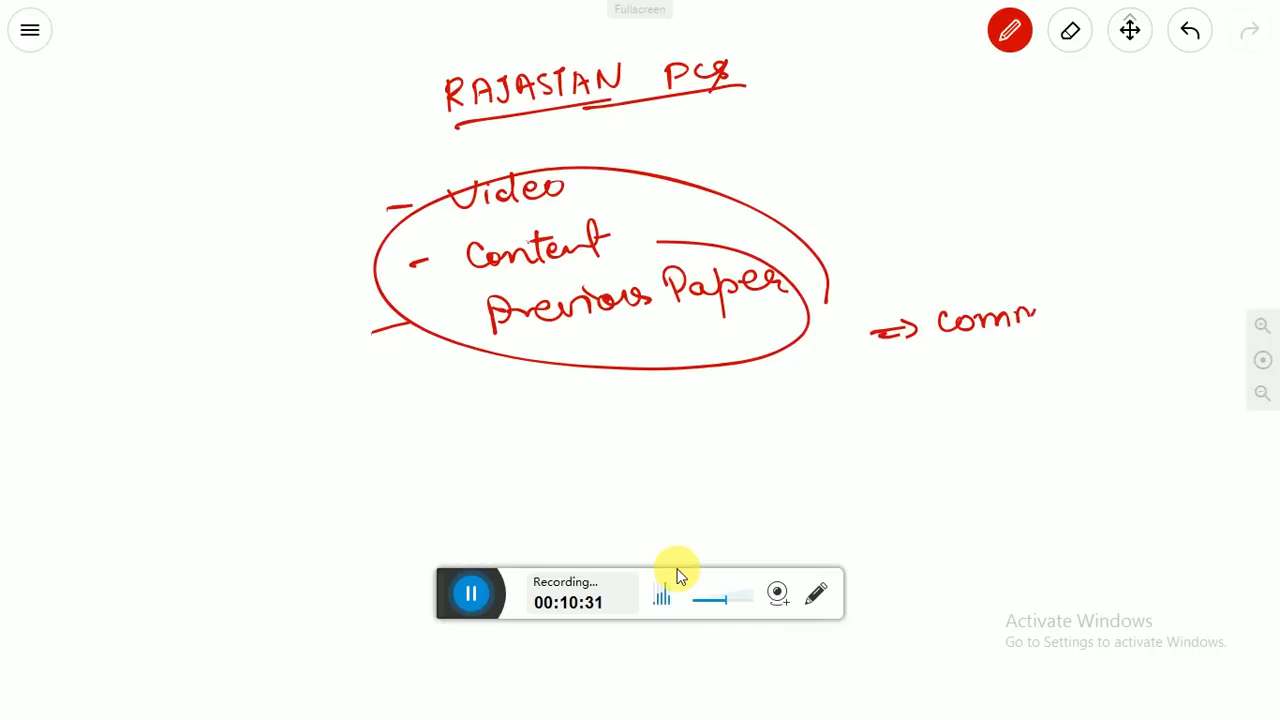 Fullscreen
RAJASTAN PCS
- Video
- Content
- Previous Paper
=> comm
Recording...
00:10:31
Activate Windows
Go to Settings to activate Windows.